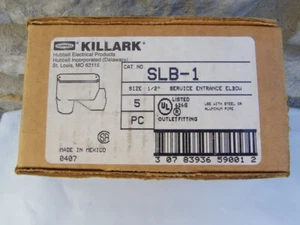 KILLARK®
Hubbell Electrical Products
Hubbell Incorporated (Delaware)
St. Louis, MO 63115
CAT. NO.
SLB-1
SIZE 1/2" SERVICE ENTRANCE ELBOW
5
PC
UL LISTED
OUTLET FITTING
USE WITH STEEL OR
ALUMINUM PIPE
MADE IN MEXICO
0407
3 07 83936 59001 2